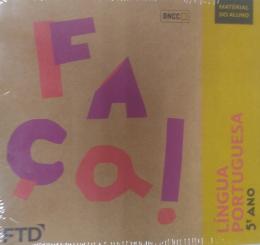 BNCC
MATERIAL
DO ALUNO
FAÇA!
LÍNGUA
PORTUGUESA
5º ANO
FTD